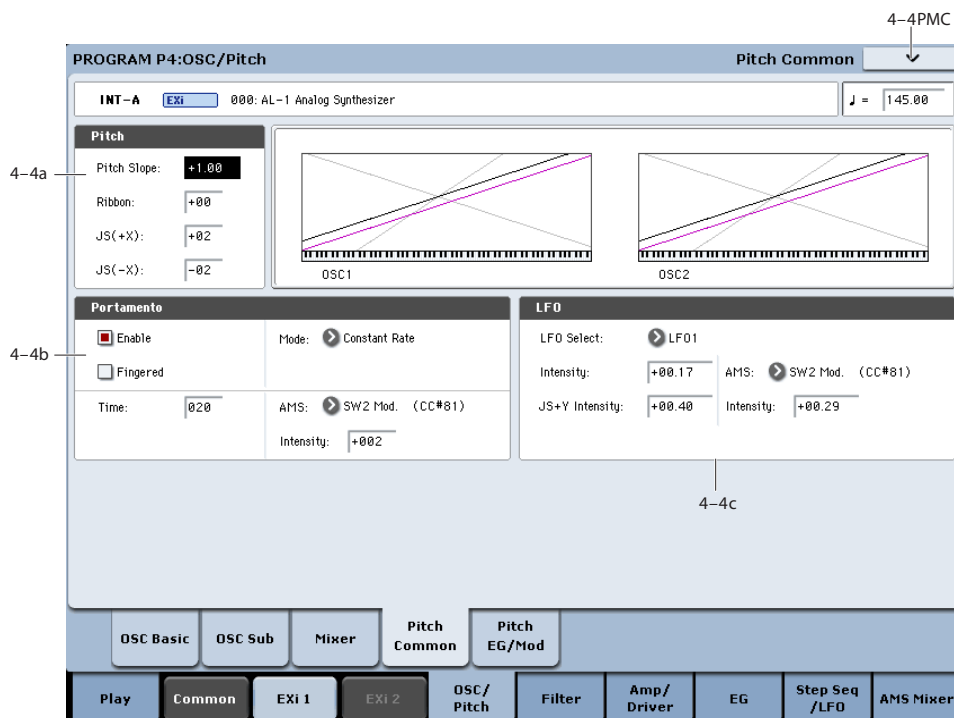 4–4PMC
PROGRAM P4:OSC/Pitch
Pitch Common
INT-A EXi 000: AL-1 Analog Synthesizer
♩ = 145.00
Pitch
4–4a
Pitch Slope: +1.00
Ribbon: +00
JS(+X): +02
JS(-X): -02
OSC1
OSC2
Portamento
4–4b
Enable
Mode: Constant Rate
Fingered
Time: 020
AMS: SW2 Mod. (CC#81)
Intensity: +002
LFO
LFO Select: LFO1
Intensity: +00.17 AMS: SW2 Mod. (CC#81)
JS+Y Intensity: +00.40 Intensity: +00.29
4–4c
OSC Basic
OSC Sub
Mixer
Pitch
Common
Pitch
EG/Mod
Play
Common
EXi 1
EXi 2
OSC/
Pitch
Filter
Amp/
Driver
EG
Step Seq
/LFO
AMS Mixer